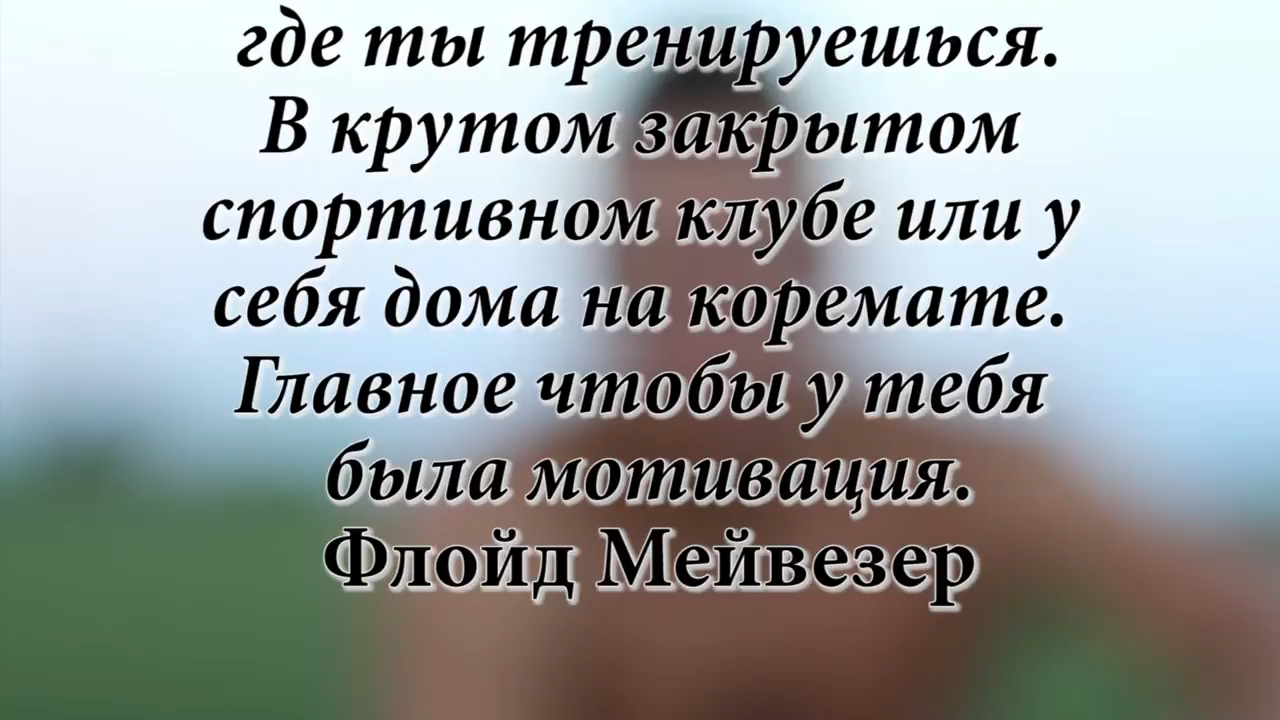 где ты тренируешься.
В крутом закрытом
спортивном клубе или у
себя дома на коремате.
Главное чтобы у тебя
была мотивация.
Флойд Мейвезер